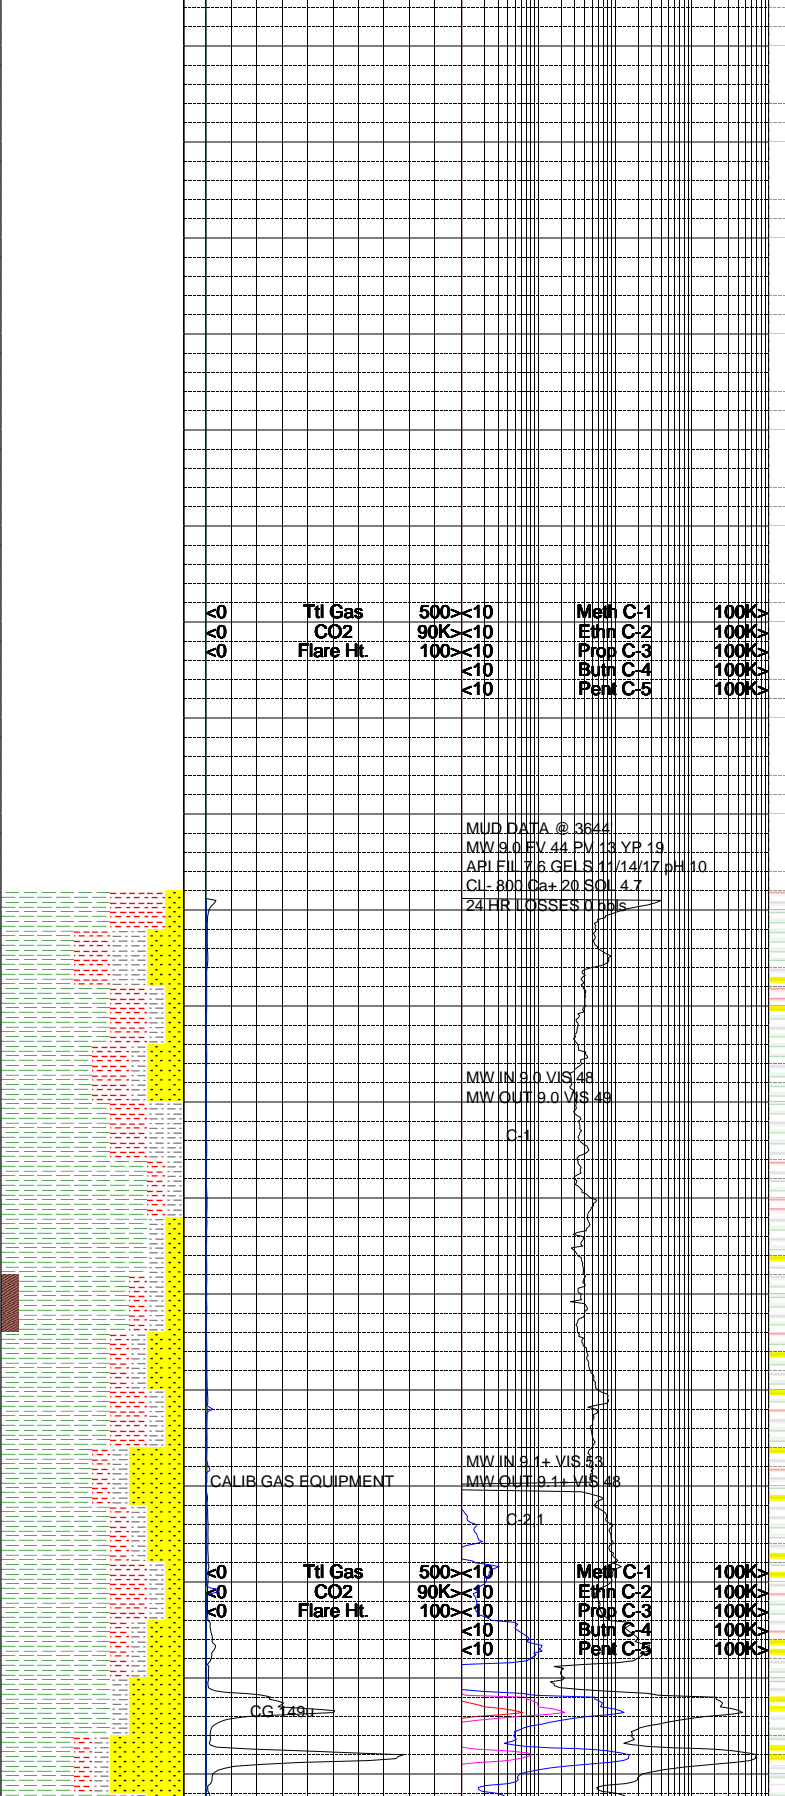 <0 Ttl Gas 500> <10 Meth C-1 100K>
<0 CO2 90K> <10 Ethn C-2 100K>
<0 Flare Ht. 100> <10 Prop C-3 100K>
<10 Butn C-4 100K>
<10 Pent C-5 100K>
MUD DATA @ 3644'
MW 9.0 FV 44 PV 13 YP 19
API FIL 7.6 GELS 11/14/17 pH 10
CL- 800 Ca+ 20 SOL 4.7
24 HR LOSSES 0 bbls
MW IN 9.0 VIS 48
MW OUT 9.0 VIS 49
C-1
MW IN 9.1+ VIS 53
CALIB GAS EQUIPMENT MW OUT 9.1+ VIS 48
C-2,1
<0 Ttl Gas 500> <10 Meth C-1 100K>
<0 CO2 90K> <10 Ethn C-2 100K>
<0 Flare Ht. 100> <10 Prop C-3 100K>
<10 Butn C-4 100K>
<10 Pent C-5 100K>
CG 149u